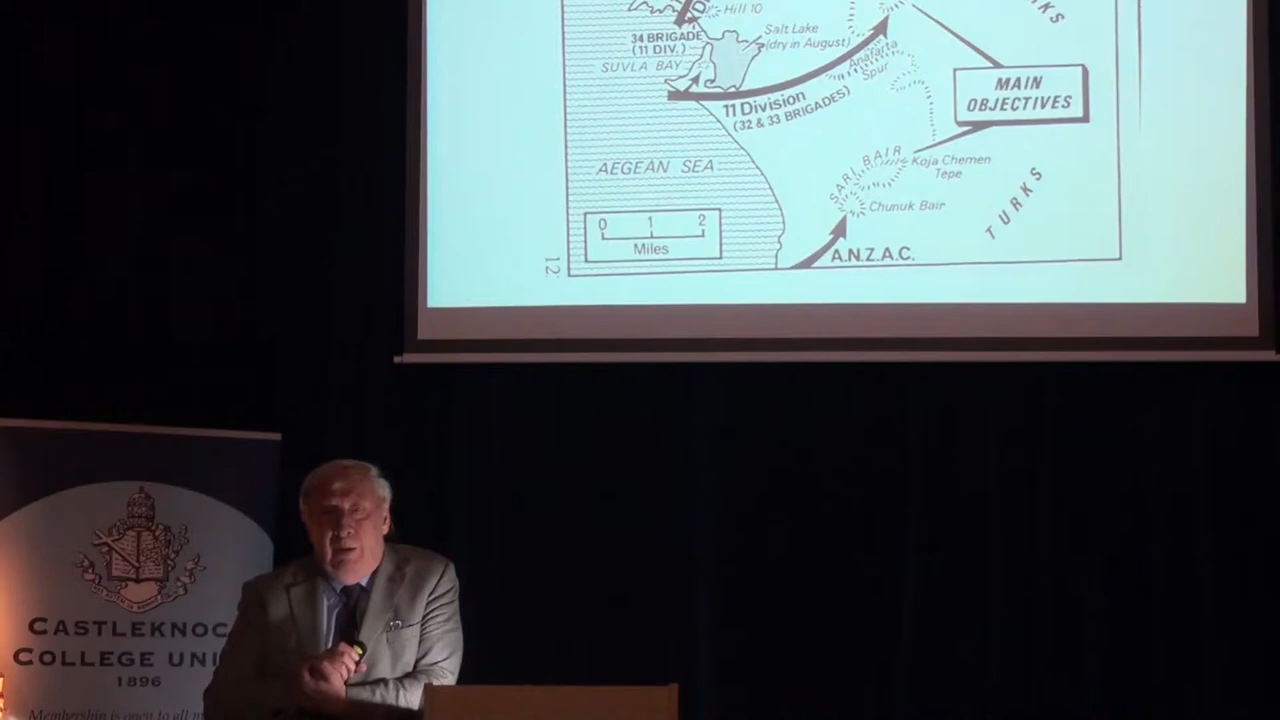 Hill 10
34 BRIGADE
(11 DIV.)
SUVLA BAY
Salt Lake
(dry in August)
Anafarta
Spur
11 Division
(32 & 33 BRIGADES)
MAIN
OBJECTIVES
AEGEAN SEA
SARI BAIR
Koja Chemen
Tepe
Chunuk Bair
TURKS
0 1 2
Miles
A.N.Z.A.C.
12
CASTLEKNOC
COLLEGE UNI
1896
Membership is open to all